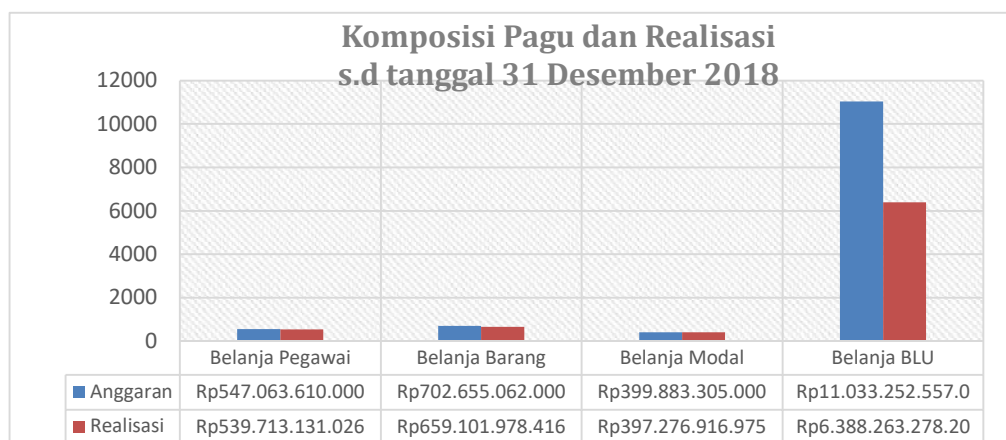 Komposisi Pagu dan Realisasi
s.d tanggal 31 Desember 2018
12000
10000
8000
6000
4000
2000
0
Belanja Pegawai Belanja Barang Belanja Modal Belanja BLU
Anggaran Rp547.063.610.000 Rp702.655.062.000 Rp399.883.305.000 Rp11.033.252.557.0
Realisasi Rp539.713.131.026 Rp659.101.978.416 Rp397.276.916.975 Rp6.388.263.278.20